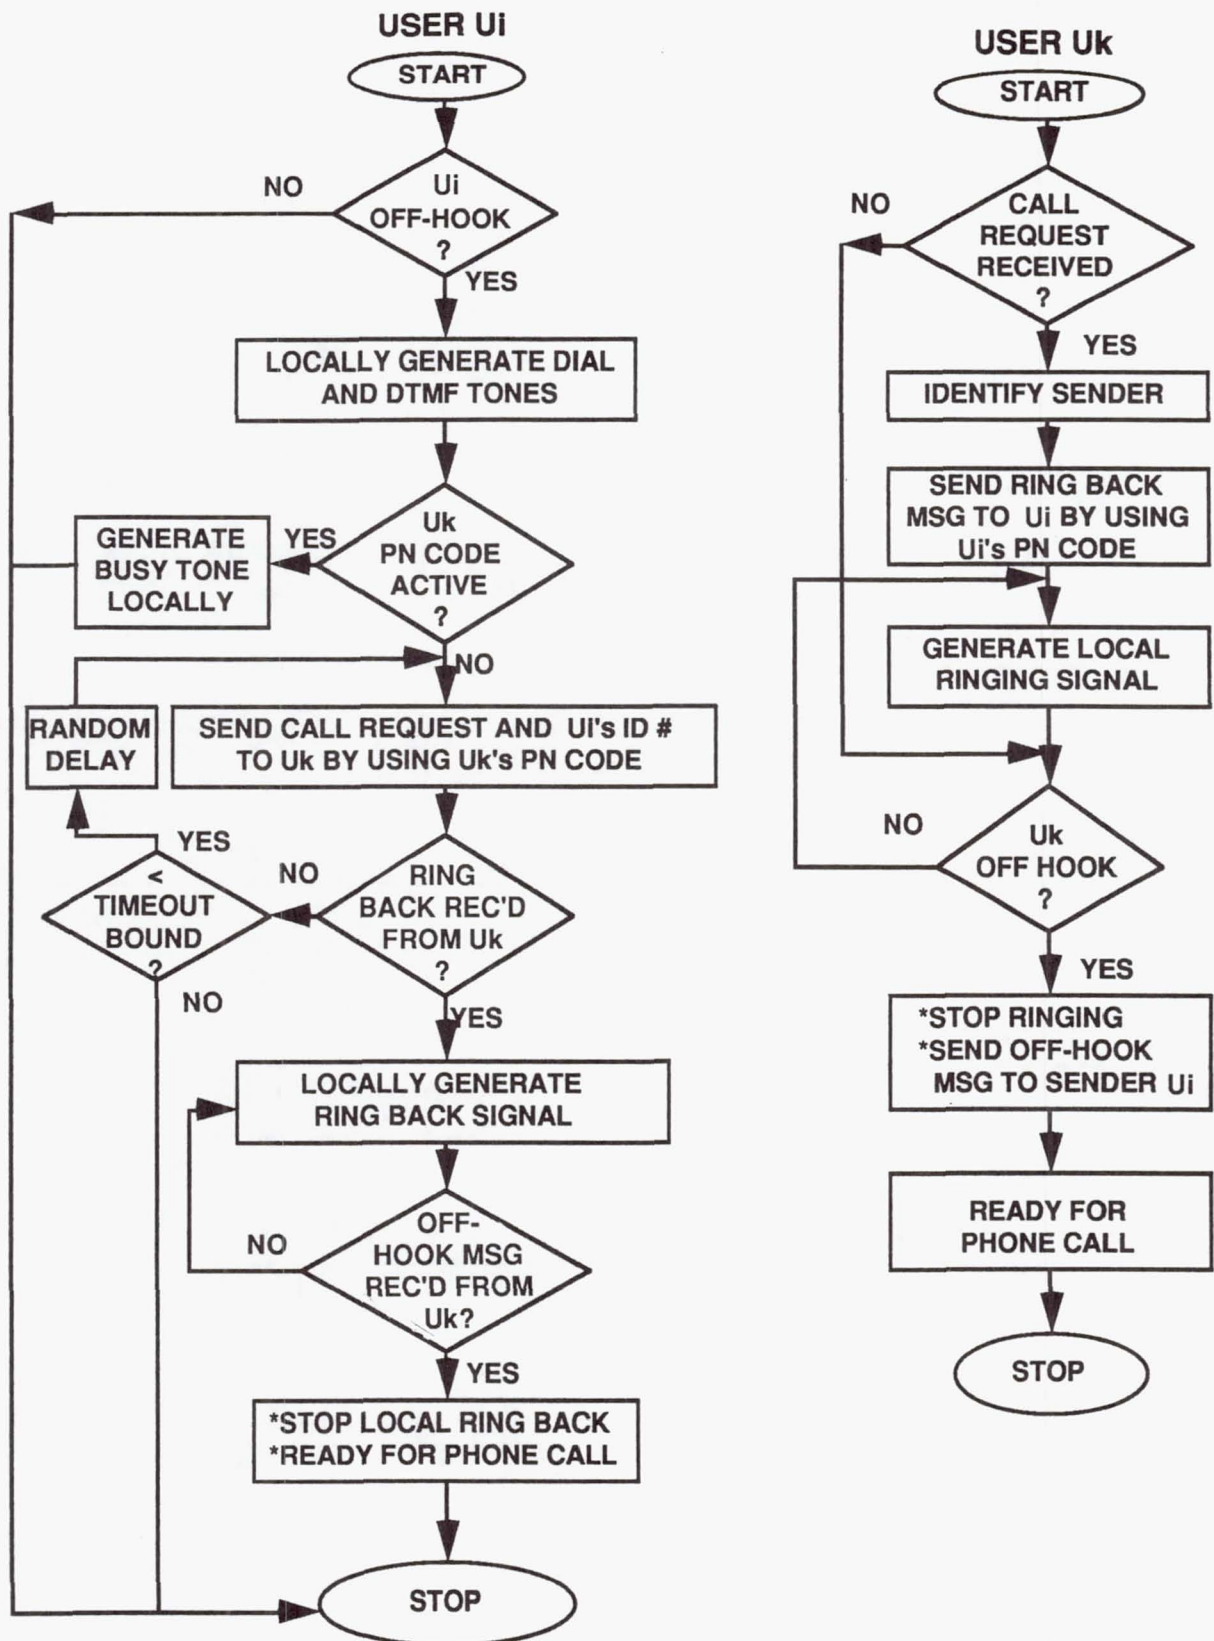 USER Ui
START
Ui
OFF-HOOK
?
NO
YES
LOCALLY GENERATE DIAL
AND DTMF TONES
Uk
PN CODE
ACTIVE
?
YES
GENERATE
BUSY TONE
LOCALLY
NO
RANDOM
DELAY
SEND CALL REQUEST AND Ui's ID #
TO Uk BY USING Uk's PN CODE
YES
<
TIMEOUT
BOUND
?
NO
NO
RING
BACK REC'D
FROM Uk
?
YES
LOCALLY GENERATE
RING BACK SIGNAL
OFF-
HOOK MSG
REC'D FROM
Uk?
NO
YES
*STOP LOCAL RING BACK
*READY FOR PHONE CALL
STOP
USER Uk
START
CALL
REQUEST
RECEIVED
?
NO
YES
IDENTIFY SENDER
SEND RING BACK
MSG TO Ui BY USING
Ui's PN CODE
GENERATE LOCAL
RINGING SIGNAL
Uk
OFF HOOK
?
NO
YES
*STOP RINGING
*SEND OFF-HOOK
MSG TO SENDER Ui
READY FOR
PHONE CALL
STOP